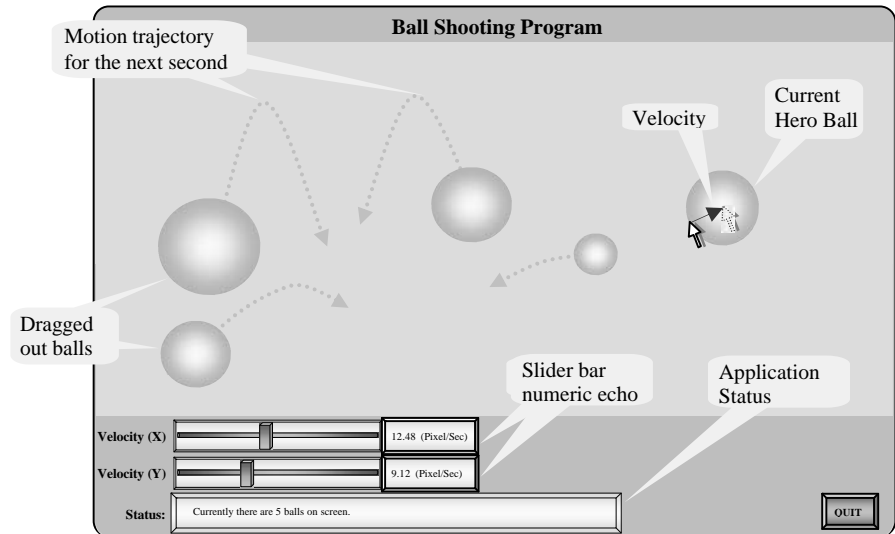 Ball Shooting Program
Motion trajectory
for the next second
Velocity
Current
Hero Ball
Dragged
out balls
Slider bar
numeric echo
Application
Status
Velocity (X)
12.48 (Pixel/Sec)
Velocity (Y)
9.12 (Pixel/Sec)
Status:
Currently there are 5 balls on screen.
QUIT